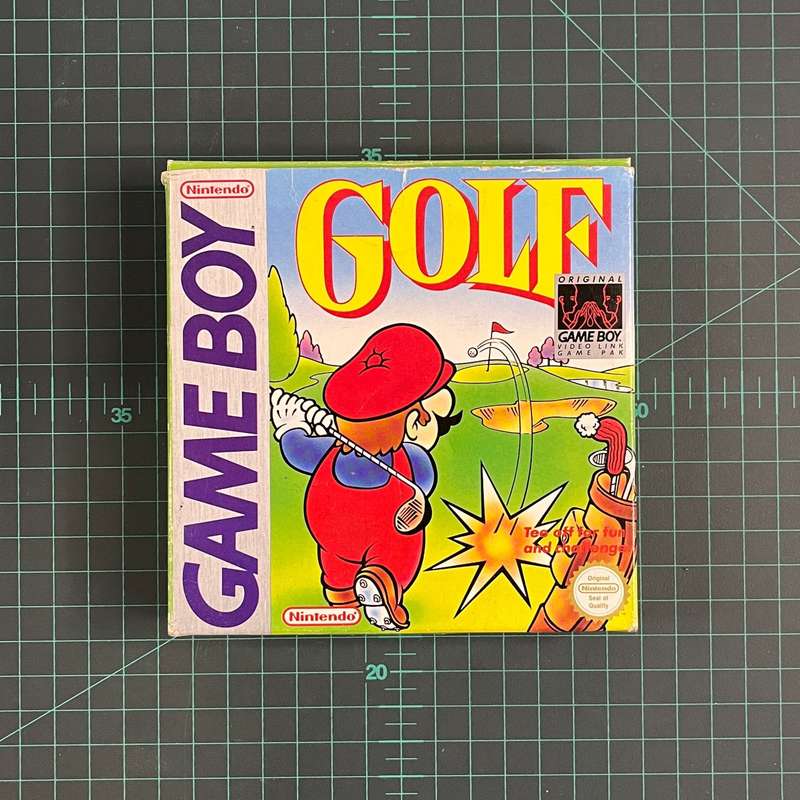 35
Nintendo
GAME BOY
GOLF
ORIGINAL
GAME BOY
VIDEO LINK
GAME PAK
35
Tee off for fun
and challenge!
Original
Nintendo
Seal of
Quality
Nintendo
20